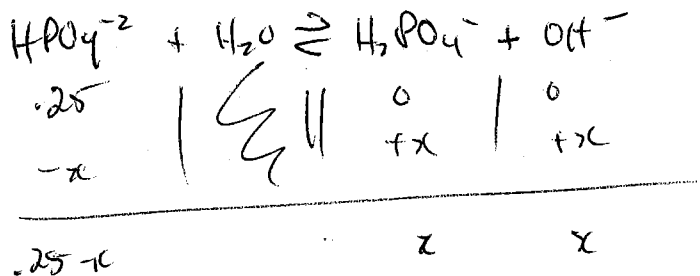 HPO4⁻² + H2O ⇌ H2PO4⁻ + OH⁻
.25 | || 0 | 0
-x +x +x
.25-x x x